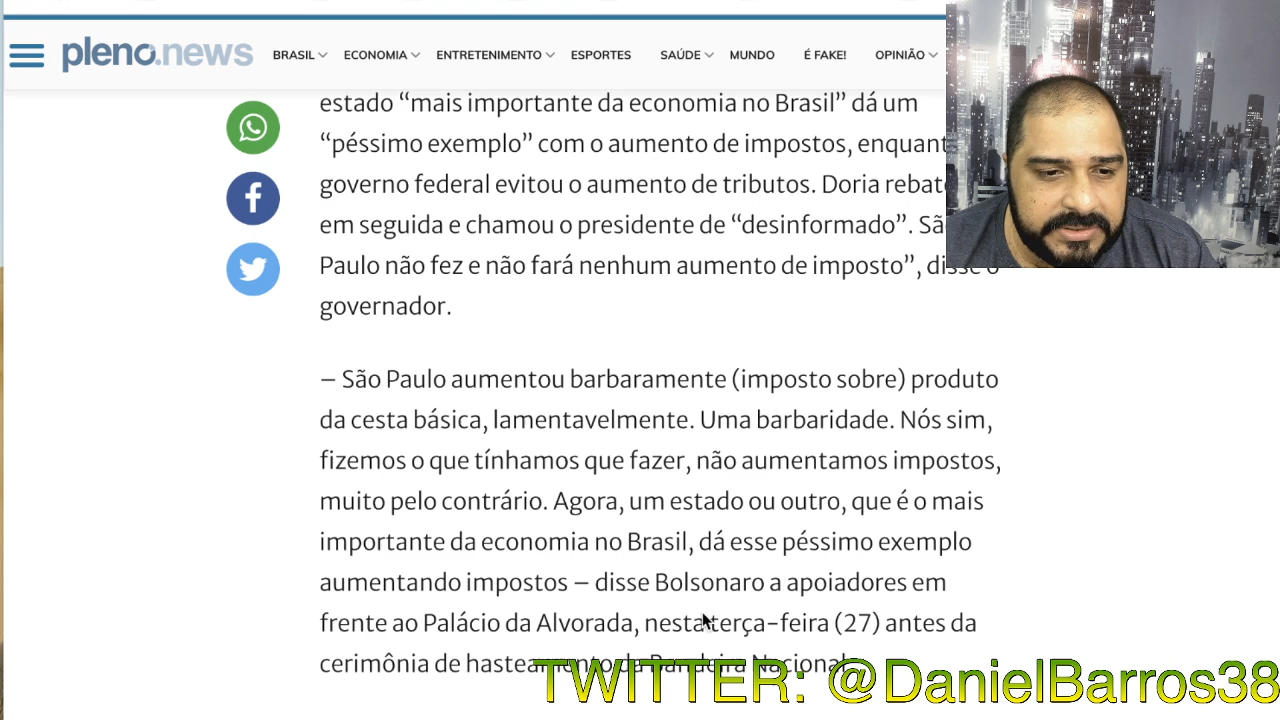 pleno.news
BRASIL ECONOMIA ENTRETENIMENTO ESPORTES SAÚDE MUNDO É FAKE! OPINIÃO
estado “mais importante da economia no Brasil” dá um
“péssimo exemplo” com o aumento de impostos, enquant
governo federal evitou o aumento de tributos. Doria rebat
em seguida e chamou o presidente de “desinformado”. Sã
Paulo não fez e não fará nenhum aumento de imposto”, disse o
governador.
– São Paulo aumentou barbaramente (imposto sobre) produto
da cesta básica, lamentavelmente. Uma barbaridade. Nós sim,
fizemos o que tínhamos que fazer, não aumentamos impostos,
muito pelo contrário. Agora, um estado ou outro, que é o mais
importante da economia no Brasil, dá esse péssimo exemplo
aumentando impostos – disse Bolsonaro a apoiadores em
frente ao Palácio da Alvorada, nesta terça-feira (27) antes da
cerimônia de hasteamento da Bandeira Nacional.
TWITTER: @DanielBarros38